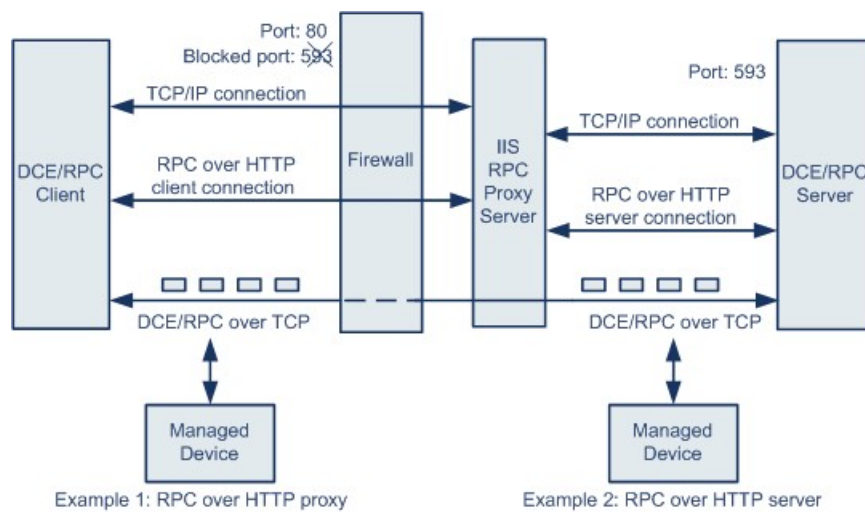 Port: 80
Blocked port: 593
Port: 593
TCP/IP connection
TCP/IP connection
DCE/RPC
Client
RPC over HTTP
client connection
Firewall
IIS
RPC
Proxy
Server
RPC over HTTP
server connection
DCE/RPC
Server
DCE/RPC over TCP
DCE/RPC over TCP
Managed
Device
Managed
Device
Example 1: RPC over HTTP proxy
Example 2: RPC over HTTP server